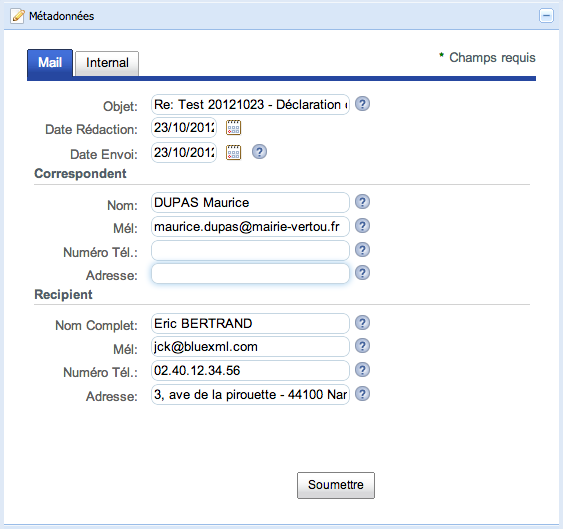 Métadonnées
Mail Internal * Champs requis
Objet: Re: Test 20121023 - Déclaration ?
Date Rédaction: 23/10/2012
Date Envoi: 23/10/2012 ?
Correspondent
Nom: DUPAS Maurice ?
Mél: maurice.dupas@mairie-vertou.fr ?
Numéro Tél.: ?
Adresse: ?
Recipient
Nom Complet: Eric BERTRAND ?
Mél: jck@bluexml.com ?
Numéro Tél.: 02.40.12.34.56 ?
Adresse: 3, ave de la pirouette - 44100 ?
Soumettre